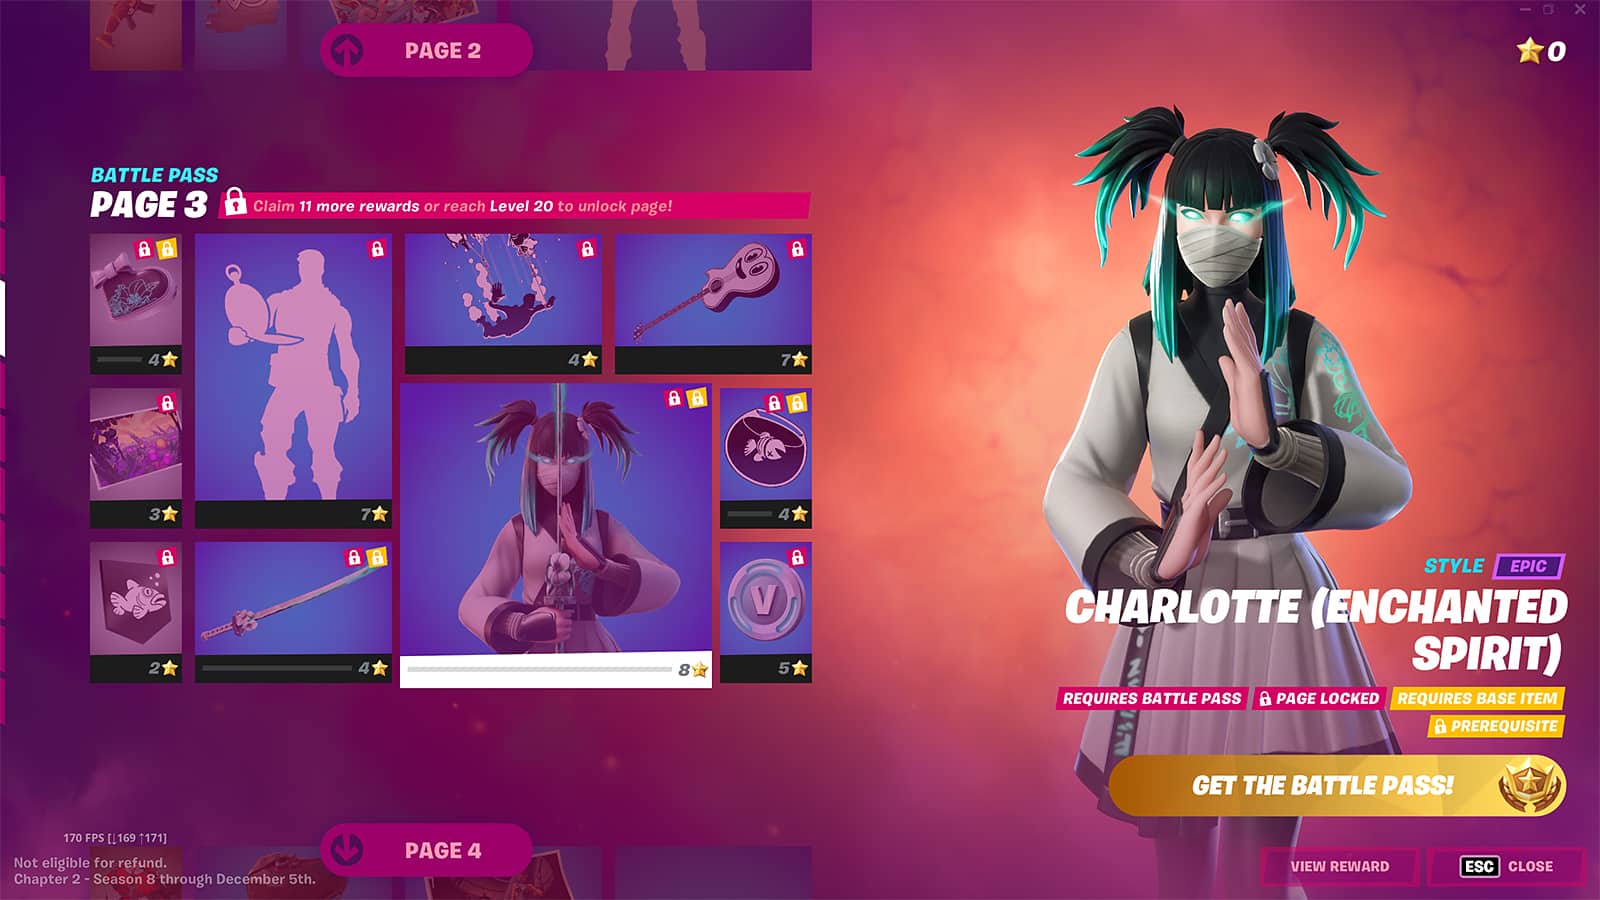 PAGE 2
0
BATTLE PASS
PAGE 3
Claim 11 more rewards or reach Level 20 to unlock page!
4
7
4
7
3
4
2
4
8
V
5
STYLE
EPIC
CHARLOTTE (ENCHANTED
SPIRIT)
REQUIRES BATTLE PASS
PAGE LOCKED
REQUIRES BASE ITEM
PREREQUISITE
GET THE BATTLE PASS!
170 FPS [↓169 ↑171]
Not eligible for refund.
Chapter 2 - Season 8 through December 5th.
PAGE 4
VIEW REWARD
ESC CLOSE